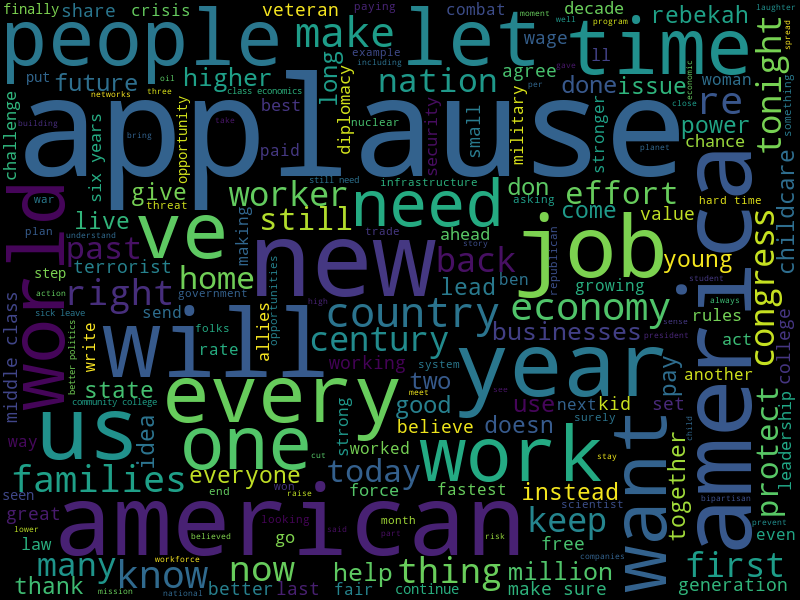 finally
share
crisis
veteran
paying
combat
moment
well
decade
program
laughter
people
let
time
make
rebekah
wage
example
including
gave
spread
economic
put
future
higher
long
nation
agree
ll
done
issue
re
woman
tonight
oil
networks
three
class economics
diplomacy
military
per
close
something
challenge
applause
building
bring
take
best
opportunity
paid
nuclear
security
small
stronger
planet
power
chance
six years
still need
infrastructure
hard time
world
war
plan
understand
give
live
threat
worker
need
don
asking
effort
come
value
childcare
ve
still
making
trade
story
ahead
job
republican
young
congress
america
past
terrorist
step
action
sick leave
right
home
new
back
lead
ben
growing
government
opportunities
high
student
always
send
folks
allies
country
economy
rules
sense
president
act
college
middle class
better politics
write
will
rate
century
businesses
working
system
year
another
state
community college
every
meet
two
good
use
next
kid
set
pay
see
surely
us
idea
one
strong
believe
doesn
want
protect
leadership
child
way
everyone
worked
cut
work
stay
together
families
today
instead
scientist
bipartisan
seen
end
won
raise
force
fastest
great
american
looking
said
part
month
risk
keep
free
even
prevent
lower
believed
go
law
workforce
companies
many
know
now
help
thing
million
first
thank
mission
national
better
last
fair
continue
make sure
generation